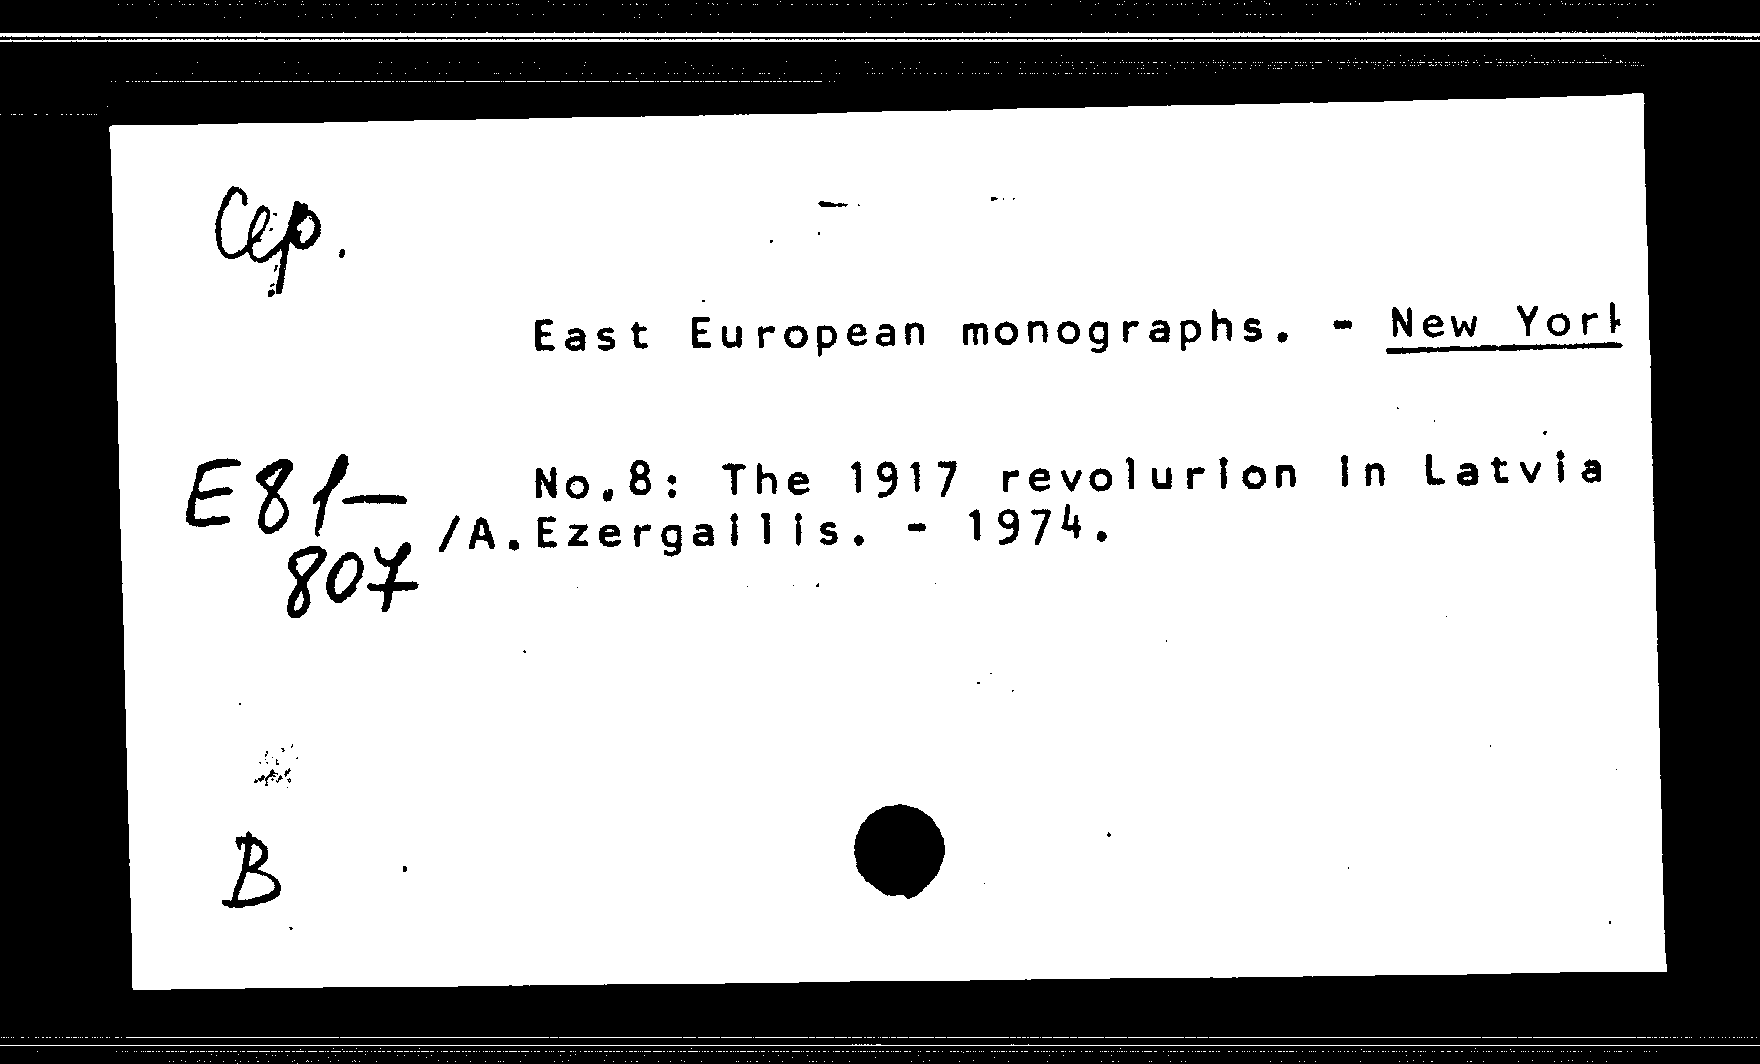 Сер.
East European monographs. - New York
E81-
807
No.8: The 1917 revolurion in Latvia
/A.Ezergailis. - 1974.
B